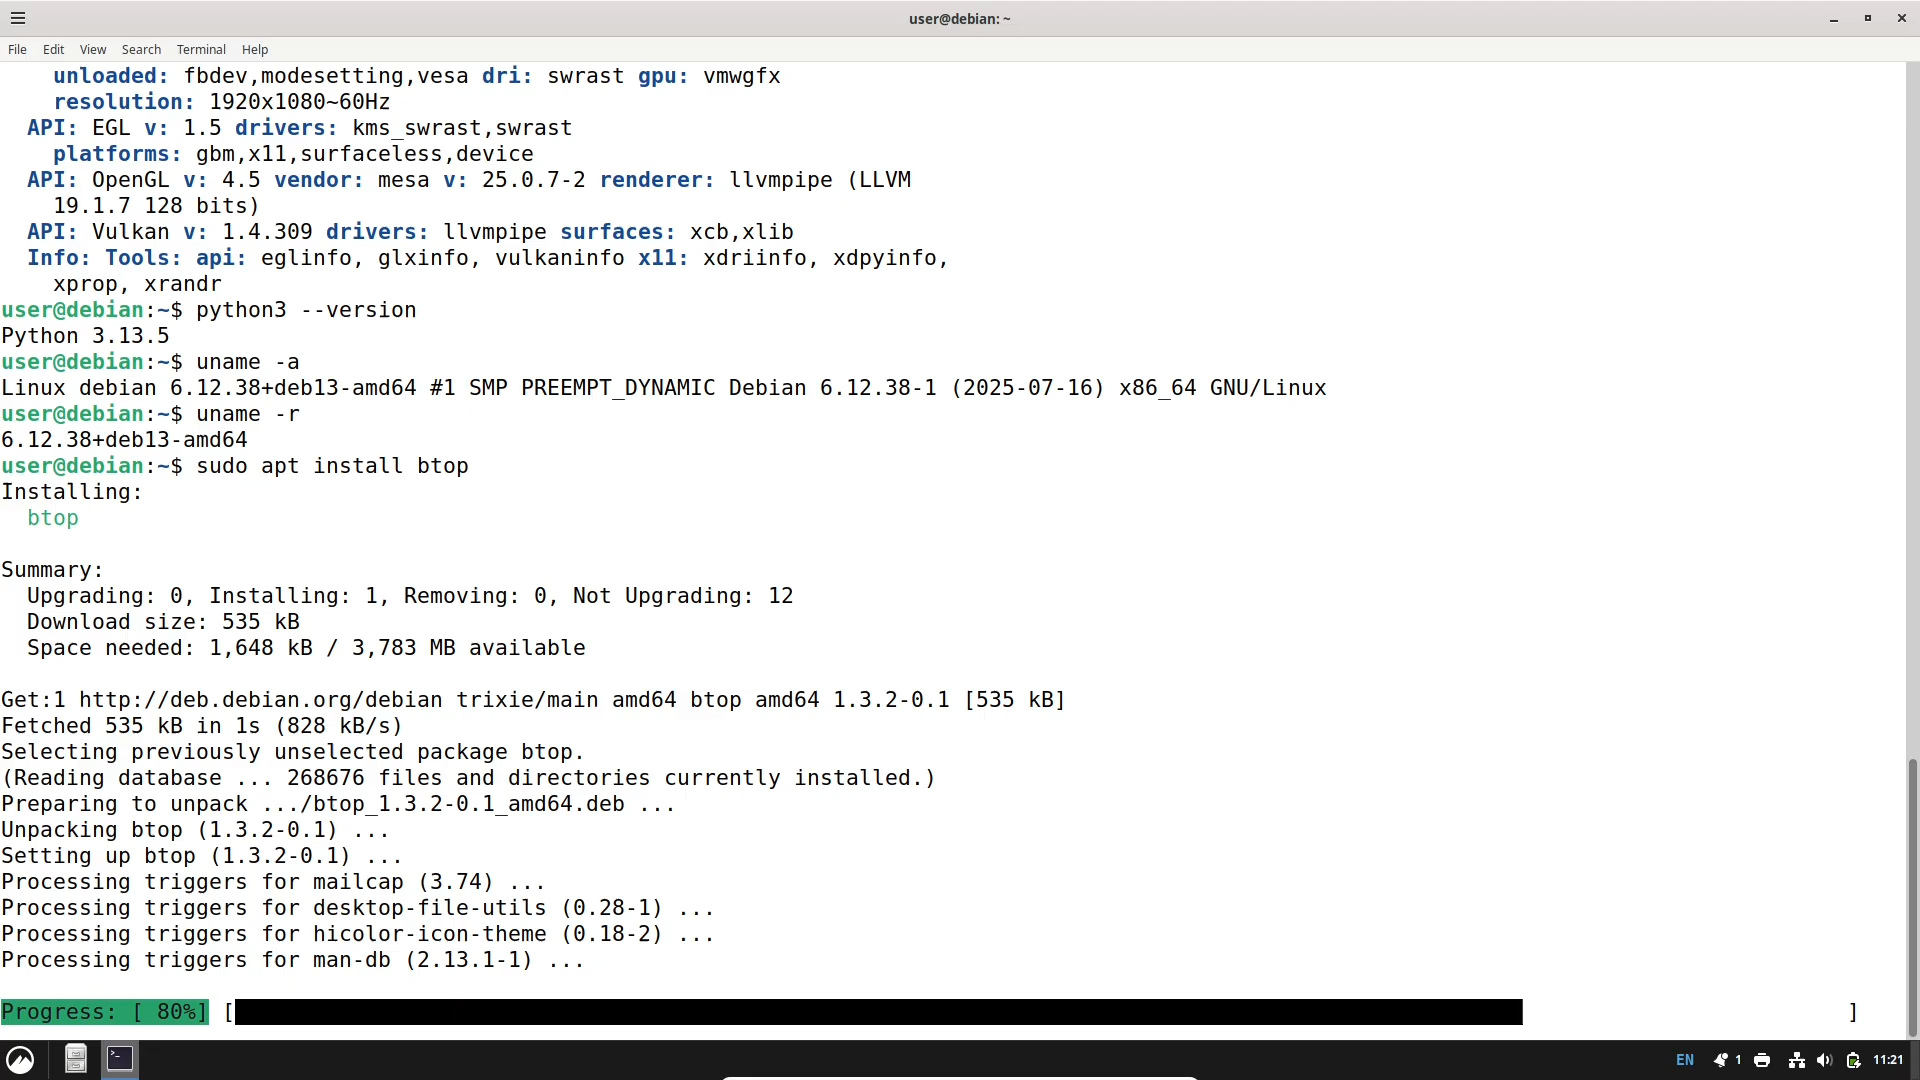 user@debian: ~
File Edit View Search Terminal Help
    unloaded: fbdev,modesetting,vesa dri: swrast gpu: vmwgfx
    resolution: 1920x1080~60Hz
  API: EGL v: 1.5 drivers: kms_swrast,swrast
    platforms: gbm,x11,surfaceless,device
  API: OpenGL v: 4.5 vendor: mesa v: 25.0.7-2 renderer: llvmpipe (LLVM
    19.1.7 128 bits)
  API: Vulkan v: 1.4.309 drivers: llvmpipe surfaces: xcb,xlib
  Info: Tools: api: eglinfo, glxinfo, vulkaninfo x11: xdriinfo, xdpyinfo,
    xprop, xrandr
user@debian:~$ python3 --version
Python 3.13.5
user@debian:~$ uname -a
Linux debian 6.12.38+deb13-amd64 #1 SMP PREEMPT_DYNAMIC Debian 6.12.38-1 (2025-07-16) x86_64 GNU/Linux
user@debian:~$ uname -r
6.12.38+deb13-amd64
user@debian:~$ sudo apt install btop
Installing:
  btop

Summary:
  Upgrading: 0, Installing: 1, Removing: 0, Not Upgrading: 12
  Download size: 535 kB
  Space needed: 1,648 kB / 3,783 MB available

Get:1 http://deb.debian.org/debian trixie/main amd64 btop amd64 1.3.2-0.1 [535 kB]
Fetched 535 kB in 1s (828 kB/s)
Selecting previously unselected package btop.
(Reading database ... 268676 files and directories currently installed.)
Preparing to unpack .../btop_1.3.2-0.1_amd64.deb ...
Unpacking btop (1.3.2-0.1) ...
Setting up btop (1.3.2-0.1) ...
Processing triggers for mailcap (3.74) ...
Processing triggers for desktop-file-utils (0.28-1) ...
Processing triggers for hicolor-icon-theme (0.18-2) ...
Processing triggers for man-db (2.13.1-1) ...

Progress: [ 80%] [ ]
EN 1 11:21